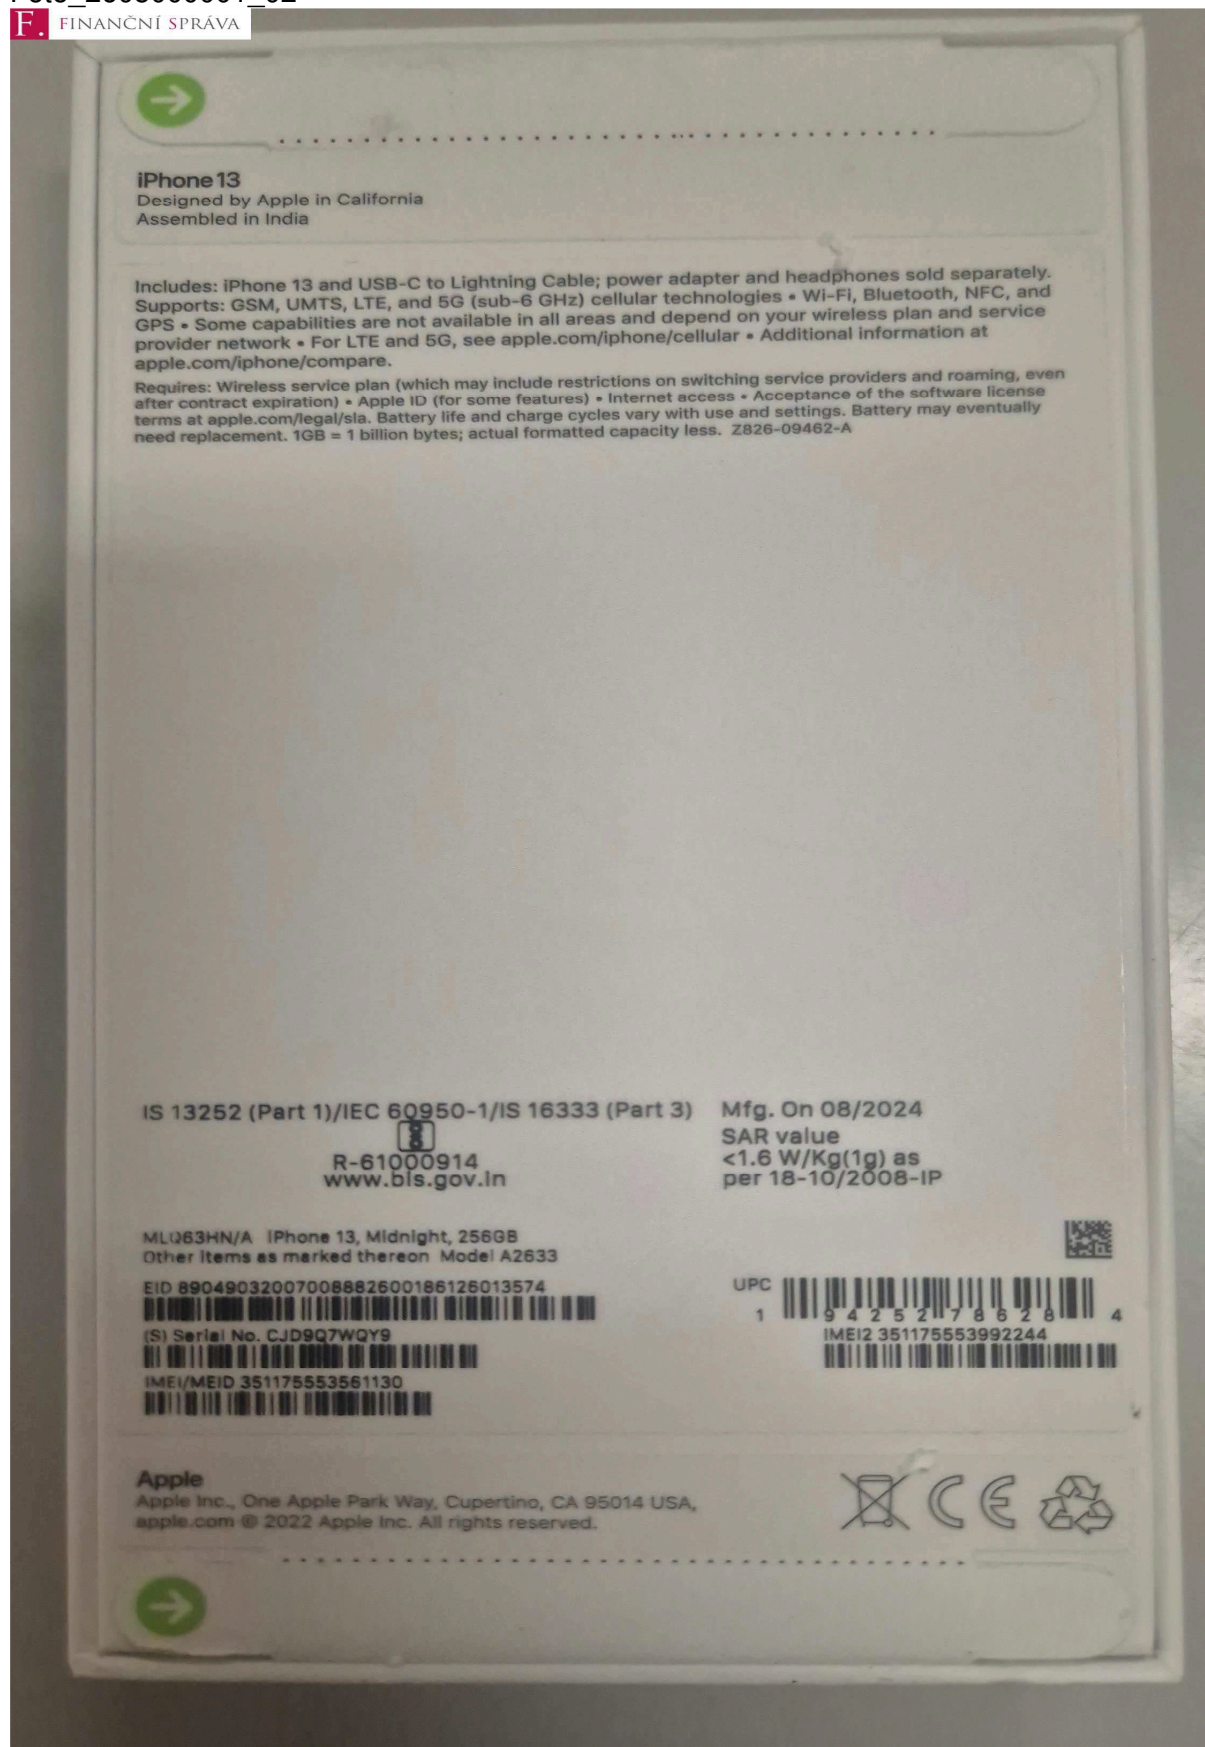 F. FINANČNÍ SPRÁVA
iPhone 13
Designed by Apple in California
Assembled in India
Includes: iPhone 13 and USB-C to Lightning Cable; power adapter and headphones sold separately.
Supports: GSM, UMTS, LTE, and 5G (sub-6 GHz) cellular technologies • Wi-Fi, Bluetooth, NFC, and
GPS • Some capabilities are not available in all areas and depend on your wireless plan and service
provider network • For LTE and 5G, see apple.com/iphone/cellular • Additional information at
apple.com/iphone/compare.
Requires: Wireless service plan (which may include restrictions on switching service providers and roaming, even
after contract expiration) • Apple ID (for some features) • Internet access • Acceptance of the software license
terms at apple.com/legal/sla. Battery life and charge cycles vary with use and settings. Battery may eventually
need replacement. 1GB = 1 billion bytes; actual formatted capacity less. Z826-09462-A
IS 13252 (Part 1)/IEC 60950-1/IS 16333 (Part 3)
R-61000914
www.bis.gov.in
Mfg. On 08/2024
SAR value
<1.6 W/Kg(1g) as
per 18-10/2008-IP
MLQ63HN/A iPhone 13, Midnight, 256GB
Other items as marked thereon Model A2633
EID 89049032007008882600186126013574
(S) Serial No. CJD9Q7WQY9
IMEI/MEID 351175553561130
UPC
1 94252 78628 4
IMEI2 351175553992244
Apple
Apple Inc., One Apple Park Way, Cupertino, CA 95014 USA,
apple.com © 2022 Apple Inc. All rights reserved.
CE